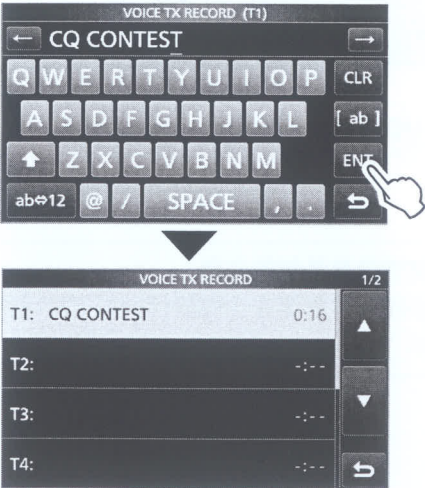 VOICE TX RECORD (T1)
← CQ CONTEST →
Q W E R T Y U I O P CLR
A S D F G H J K L [ ab ]
Z X C V B N M ENT
ab⇔12 @ / SPACE , .
VOICE TX RECORD 1/2
T1: CQ CONTEST 0:16
T2: -:--
T3: -:--
T4: -:--